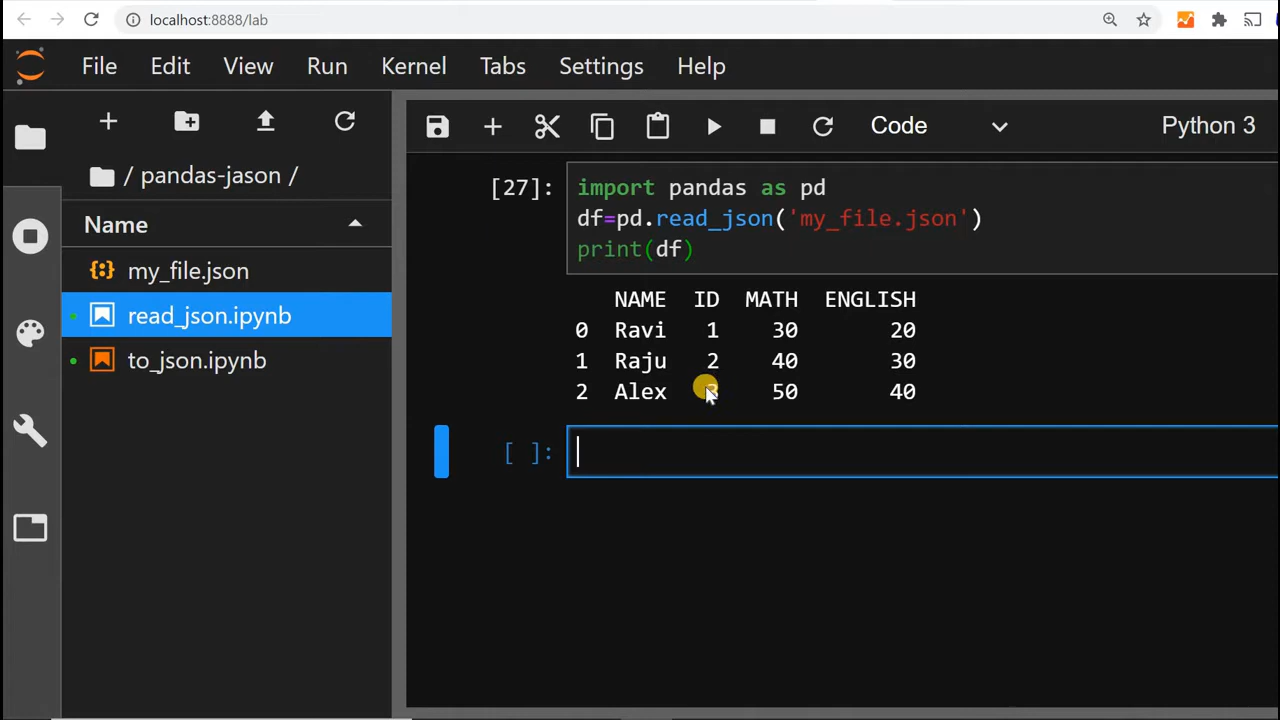 localhost:8888/lab
File Edit View Run Kernel Tabs Settings Help
/ pandas-jason /
Code
Python 3
Name
my_file.json
read_json.ipynb
to_json.ipynb
[27]:
import pandas as pd
df=pd.read_json('my_file.json')
print(df)
NAME ID MATH ENGLISH
0 Ravi 1 30 20
1 Raju 2 40 30
2 Alex 50 40
[ ]: